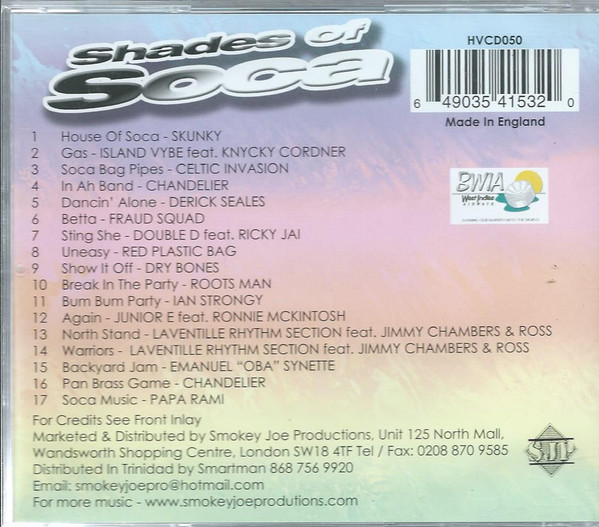 Shades of
Soca
HVCD050
6 49035 41532 0
Made In England
1 House Of Soca - SKUNKY
2 Gas - ISLAND VYBE feat. KNYCKY CORDNER
3 Soca Bag Pipes - CELTIC INVASION
4 In Ah Band - CHANDELIER
5 Dancin' Alone - DERICK SEALES
6 Betta - FRAUD SQUAD
7 Sting She - DOUBLE D feat. RICKY JAI
8 Uneasy - RED PLASTIC BAG
9 Show It Off - DRY BONES
10 Break In The Party - ROOTS MAN
11 Bum Bum Party - IAN STRONGY
12 Again - JUNIOR E feat. RONNIE MCKINTOSH
13 North Stand - LAVENTILLE RHYTHM SECTION feat. JIMMY CHAMBERS & ROSS
14 Warriors - LAVENTILLE RHYTHM SECTION feat. JIMMY CHAMBERS & ROSS
15 Backyard Jam - EMANUEL "OBA" SYNETTE
16 Pan Brass Game - CHANDELIER
17 Soca Music - PAPA RAMI
BWIA
West Indies
AIRWAYS
For Credits See Front Inlay
Marketed & Distributed by Smokey Joe Productions, Unit 125 North Mall,
Wandsworth Shopping Centre, London SW18 4TF Tel / Fax: 0208 870 9585
Distributed In Trinidad by Smartman 868 756 9920
Email: smokeyjoepro@hotmail.com
For more music - www.smokeyjoeprodutions.com
SJP